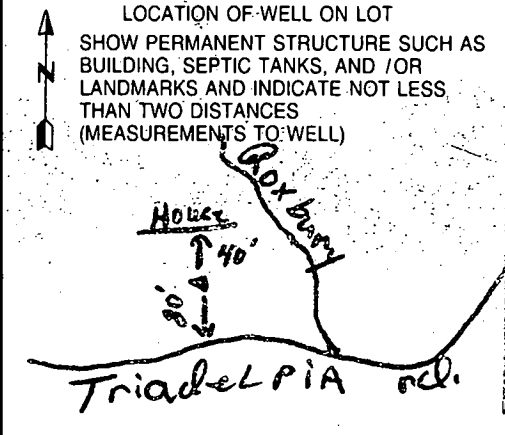 LOCATION OF WELL ON LOT
SHOW PERMANENT STRUCTURE SUCH AS
BUILDING, SEPTIC TANKS, AND /OR
LANDMARKS AND INDICATE NOT LESS
THAN TWO DISTANCES
(MEASUREMENTS TO WELL)
N
Roxbury
House
40'
30'
TriadeLPIA rd.